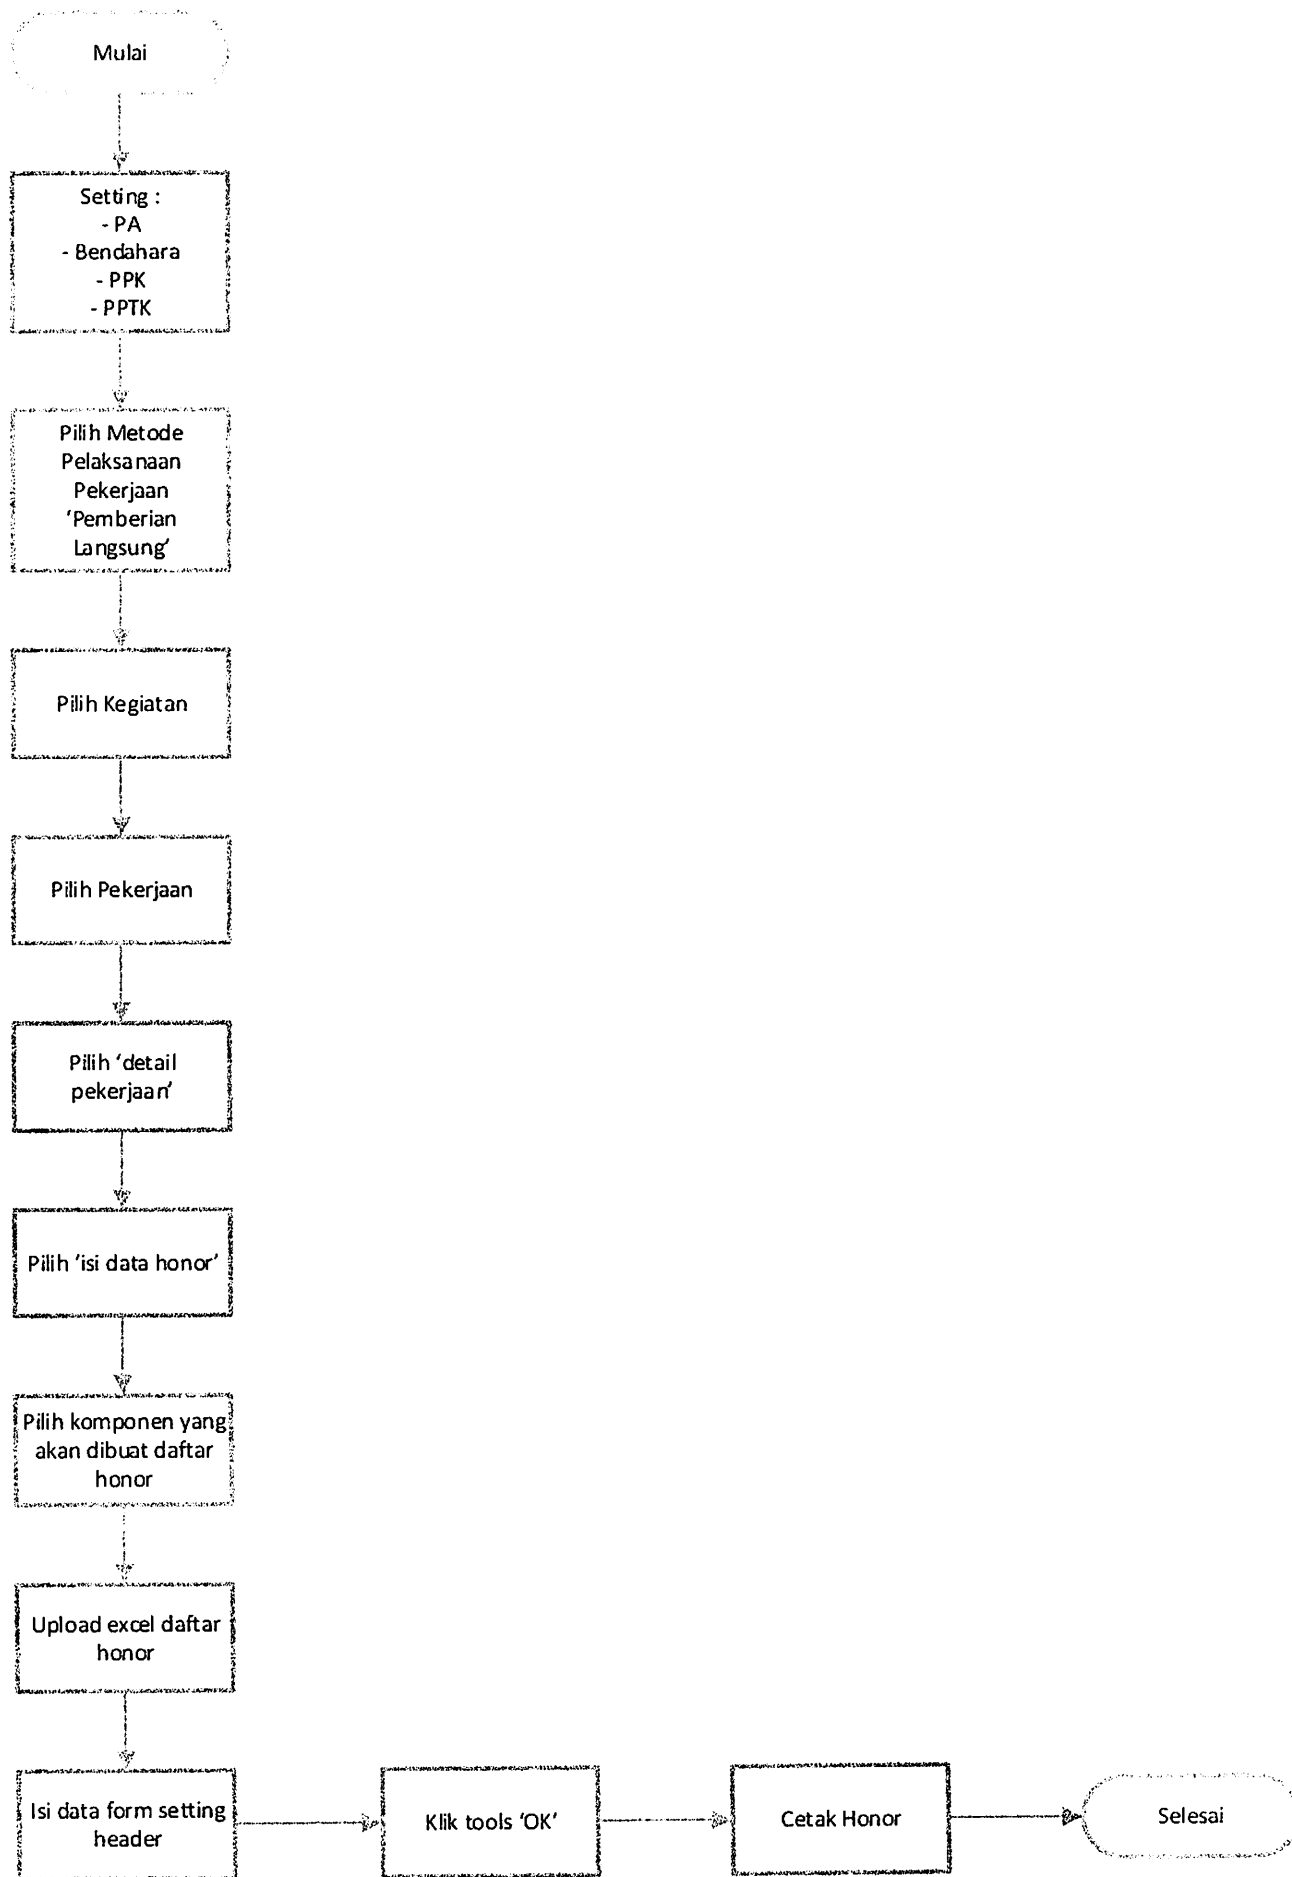 Mulai
Setting :
- PA
- Bendahara
- PPK
- PPTK
Pilih Metode
Pelaksanaan
Pekerjaan
‘Pemberian
Langsung’
Pilih Kegiatan
Pilih Pekerjaan
Pilih ‘detail
pekerjaan’
Pilih ‘isi data honor’
Pilih komponen yang
akan dibuat daftar
honor
Upload excel daftar
honor
Isi data form setting
header
Klik tools ‘OK’
Cetak Honor
Selesai